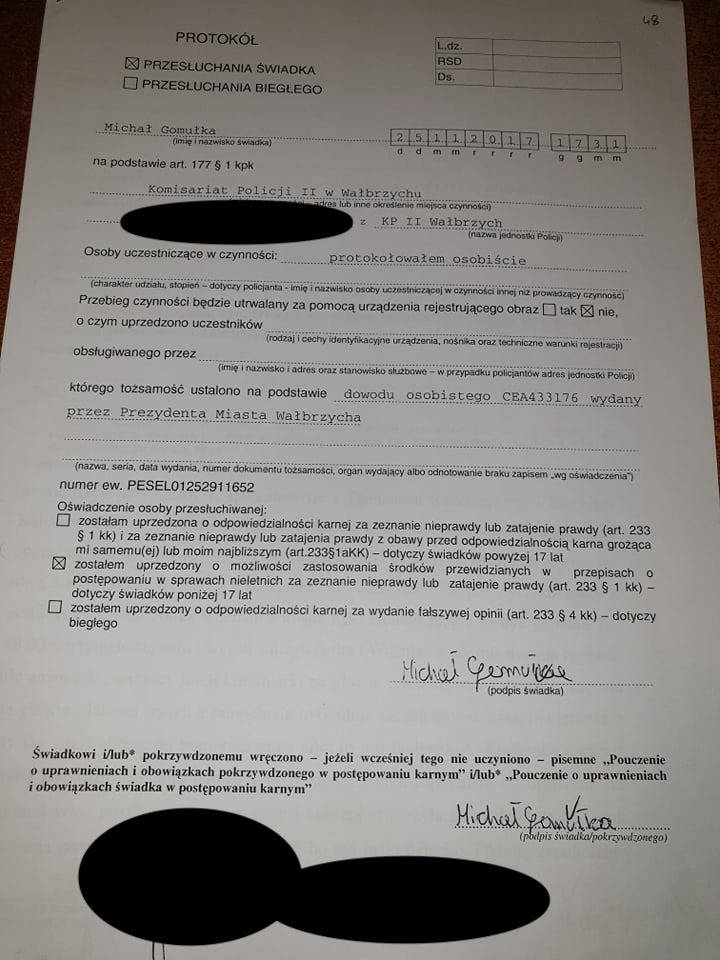 48
PROTOKÓŁ
☒ PRZESŁUCHANIA ŚWIADKA
☐ PRZESŁUCHANIA BIEGŁEGO
L.dz.
RSD
Ds.
Michał Gomułka
(imię i nazwisko świadka)
2 5 1 1 2 0 1 7 1 7 3 1
d d m m r r r r g g m m
na podstawie art. 177 § 1 kpk
Komisariat Policji II w Wałbrzychu
adres lub inne określenie miejsca czynności)
z KP II Wałbrzych
(nazwa jednostki Policji)
Osoby uczestniczące w czynności: protokołowałem osobiście
(charakter udziału, stopień – dotyczy policjanta - imię i nazwisko osoby uczestniczącej w czynności innej niż prowadzący czynność)
Przebieg czynności będzie utrwalany za pomocą urządzenia rejestrującego obraz ☐ tak ☒ nie,
o czym uprzedzono uczestników
(rodzaj i cechy identyfikacyjne urządzenia, nośnika oraz techniczne warunki rejestracji)
obsługiwanego przez
(imię i nazwisko i adres oraz stanowisko służbowe – w przypadku policjantów adres jednostki Policji)
którego tożsamość ustalono na podstawie dowodu osobistego CEA433176 wydany
przez Prezydenta Miasta Wałbrzycha
(nazwa, seria, data wydania, numer dokumentu tożsamości, organ wydający albo odnotowanie braku zapisem „wg oświadczenia")
numer ew. PESEL01252911652
Oświadczenie osoby przesłuchiwanej:
☐ zostałam uprzedzona o odpowiedzialności karnej za zeznanie nieprawdy lub zatajenie prawdy (art. 233
§ 1 kk) i za zeznanie nieprawdy lub zatajenia prawdy z obawy przed odpowiedzialnością karna grożąca
mi samemu(ej) lub moim najbliższym (art.233§1aKK) – dotyczy świadków powyżej 17 lat
☒ zostałem uprzedzony o możliwości zastosowania środków przewidzianych w przepisach o
postępowaniu w sprawach nieletnich za zeznanie nieprawdy lub zatajenie prawdy (art. 233 § 1 kk) –
dotyczy świadków poniżej 17 lat
☐ zostałem uprzedzony o odpowiedzialności karnej za wydanie fałszywej opinii (art. 233 § 4 kk) – dotyczy
biegłego
Michał Gomułka
(podpis świadka)
Świadkowi i/lub* pokrzywdzonemu wręczono – jeżeli wcześniej tego nie uczyniono – pisemne „Pouczenie
o uprawnieniach i obowiązkach pokrzywdzonego w postępowaniu karnym" i/lub* „Pouczenie o uprawnieniach
i obowiązkach świadka w postępowaniu karnym"
Michał Gomułka
(podpis świadka/pokrzywdzonego)